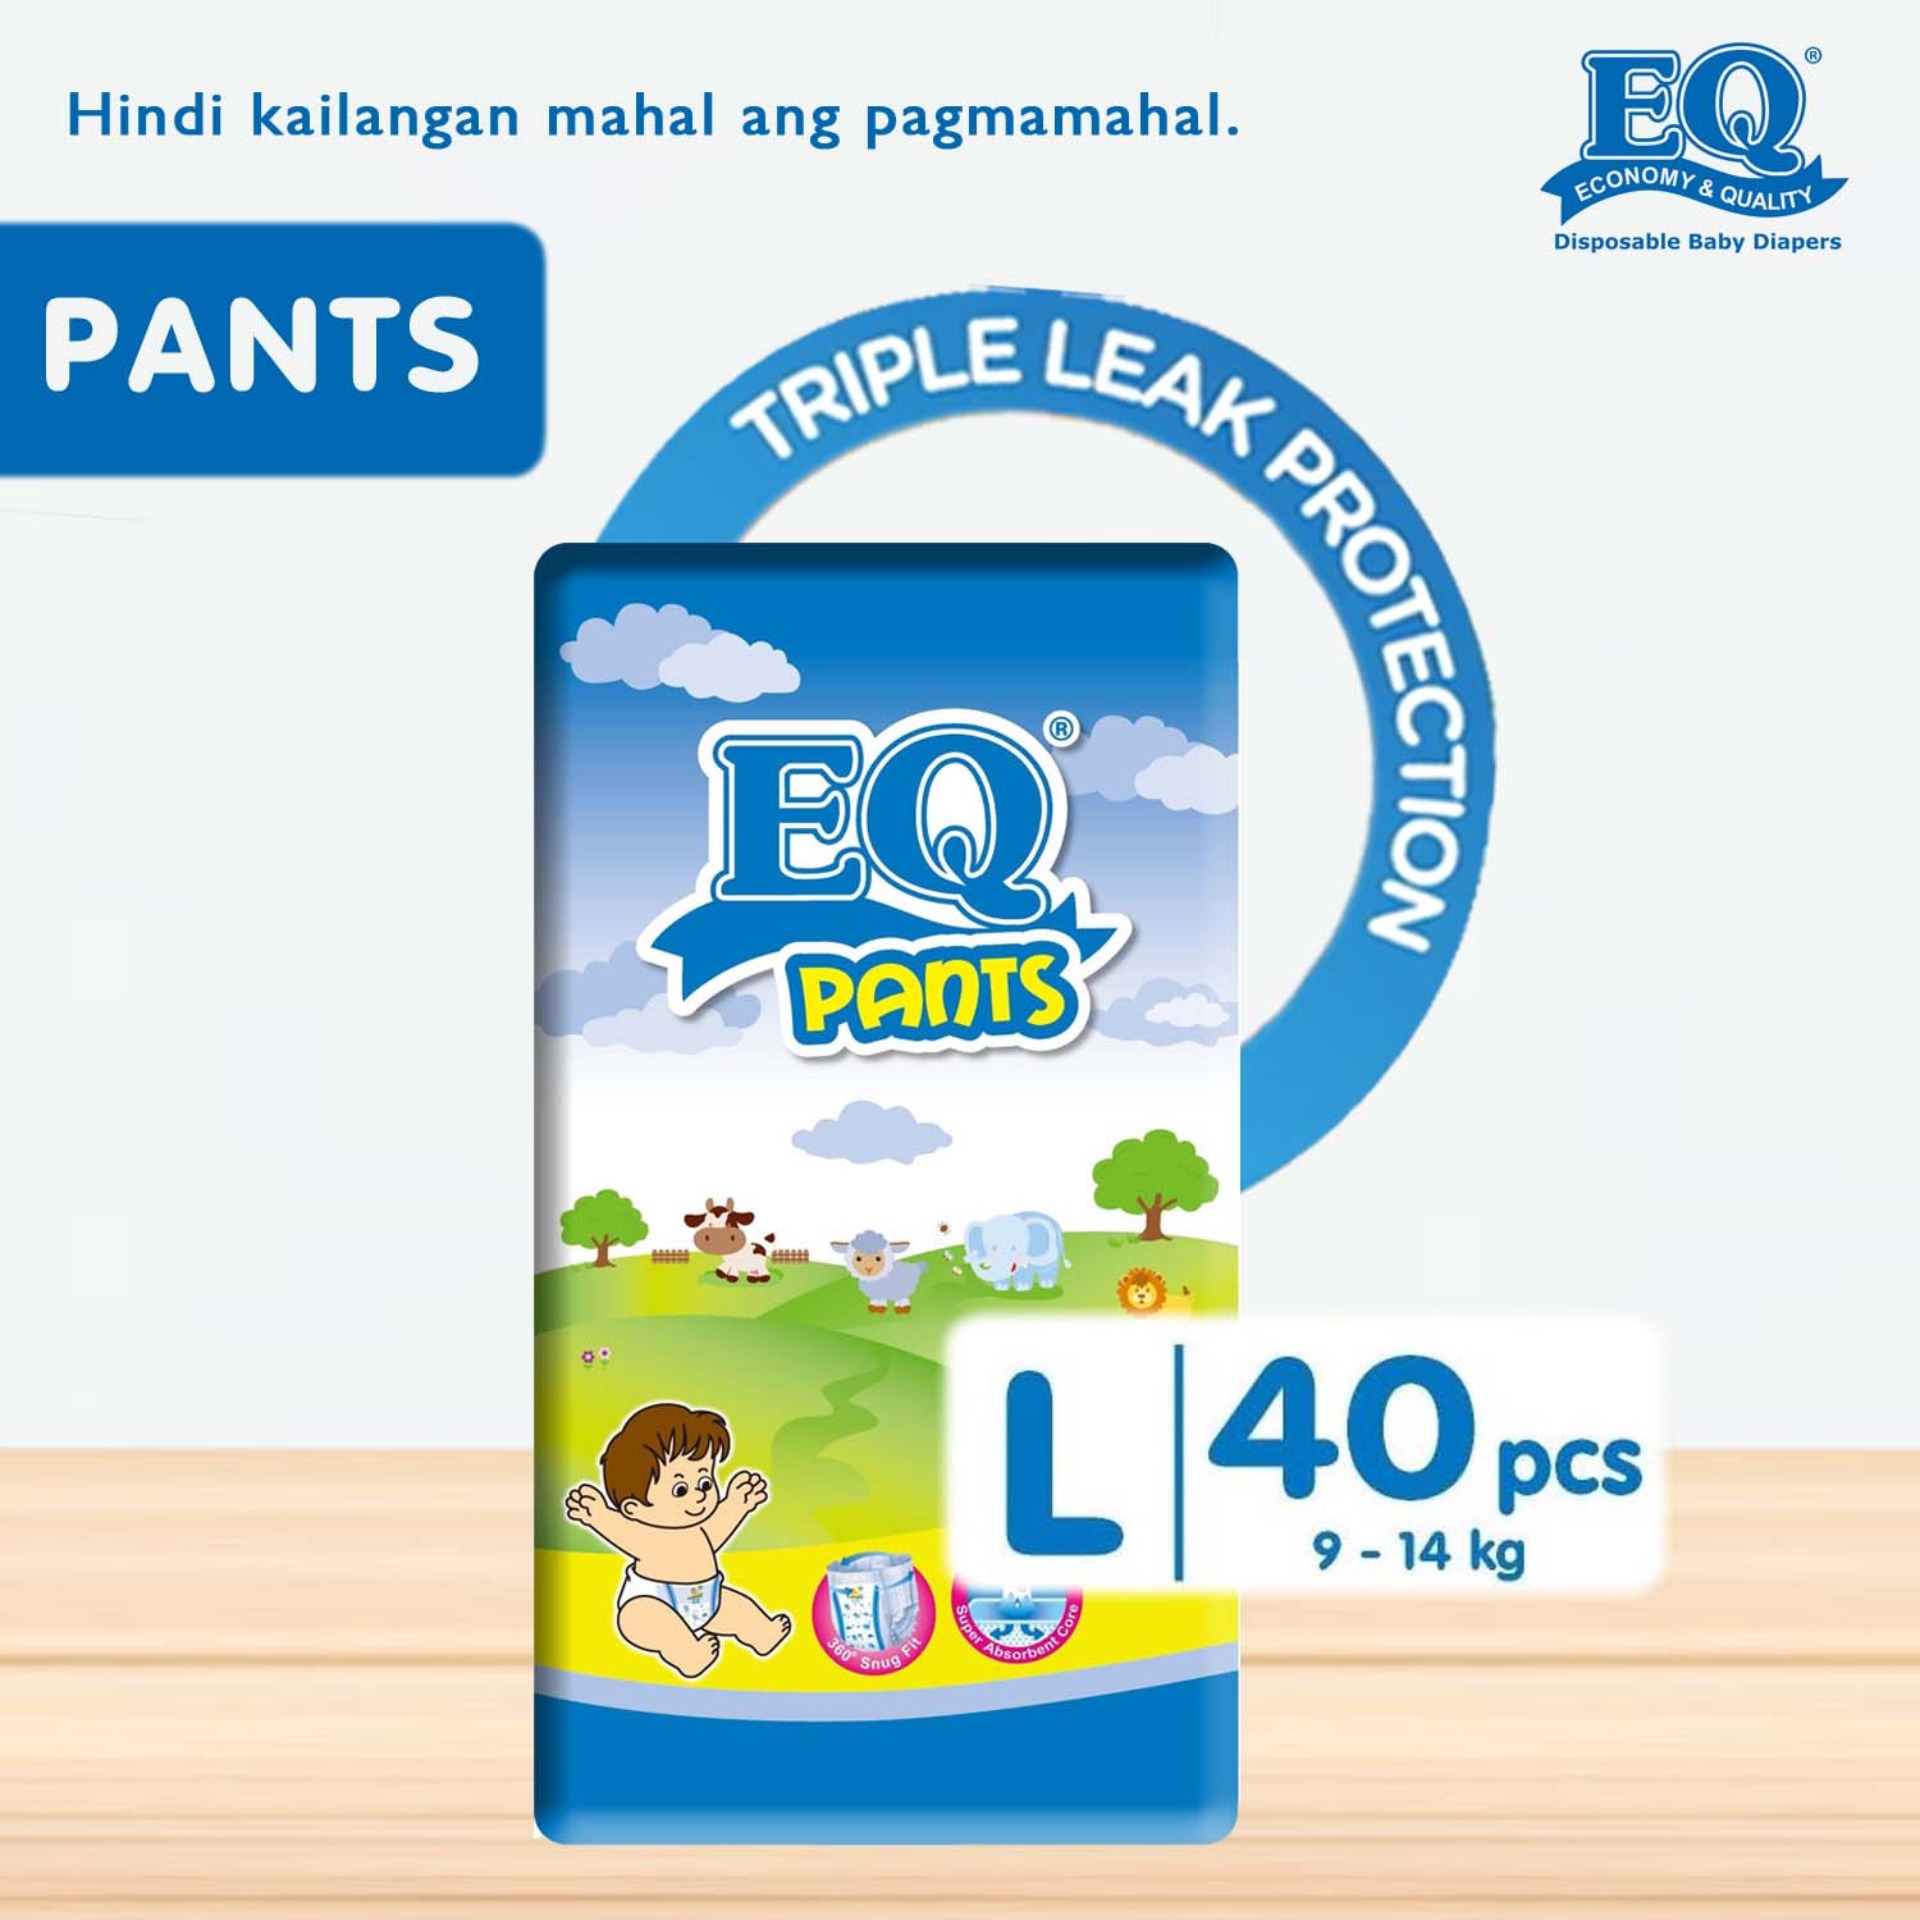 Hindi kailangan mahal ang pagmamahal.
EQ®
ECONOMY & QUALITY
Disposable Baby Diapers
PANTS
TRIPLE LEAK PROTECTION
EQ®
PANTS
L
40 pcs
9 - 14 kg
360° Snug Fit
Super Absorbent Core